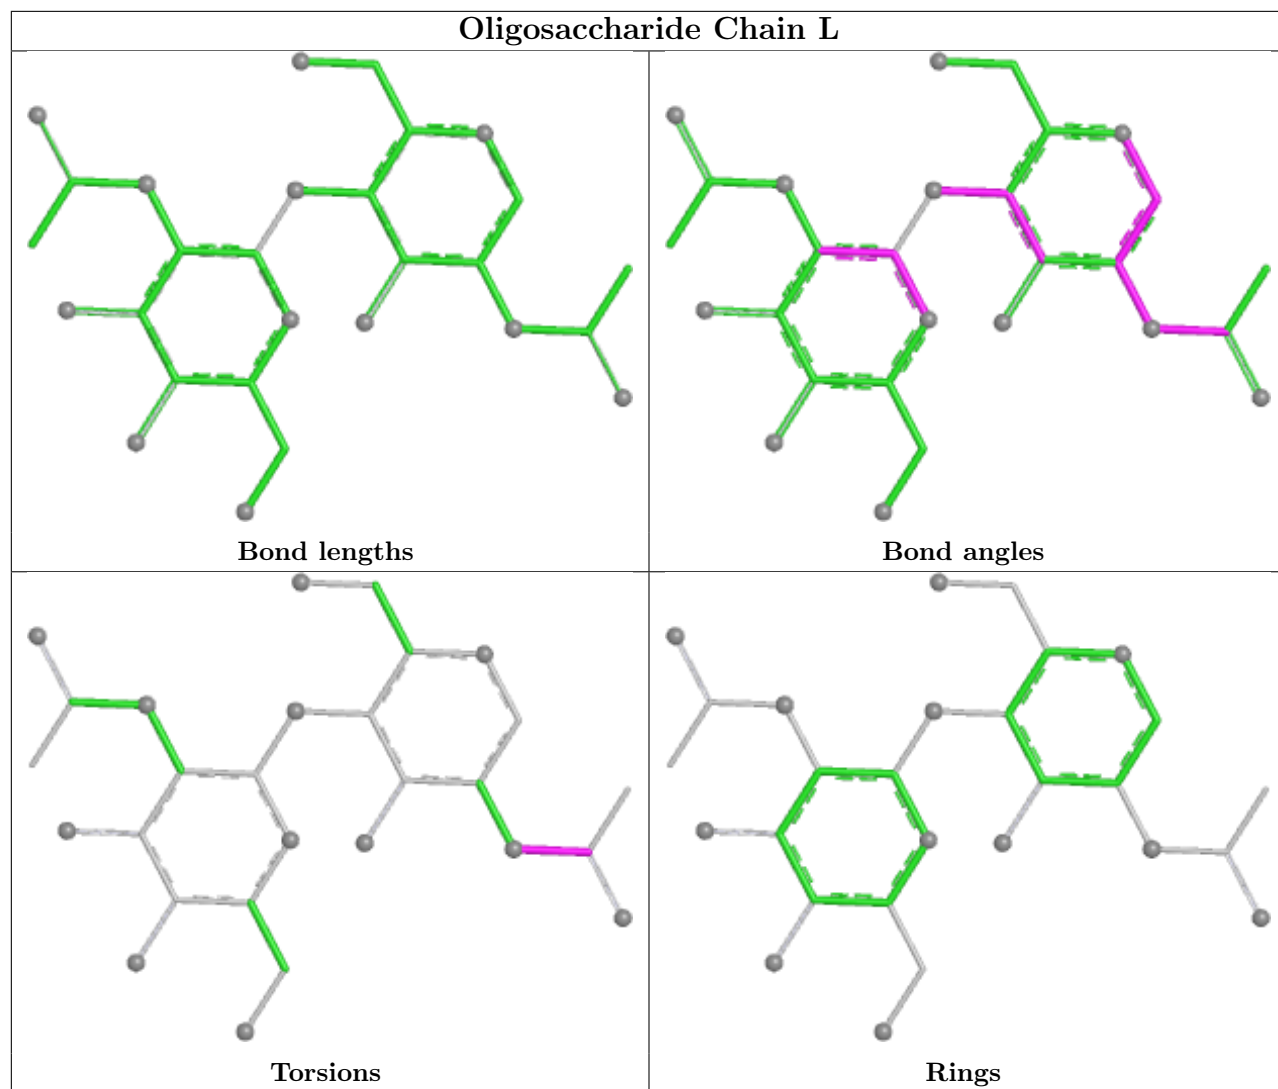 Oligosaccharide Chain L
Bond lengths
Bond angles
Torsions
Rings